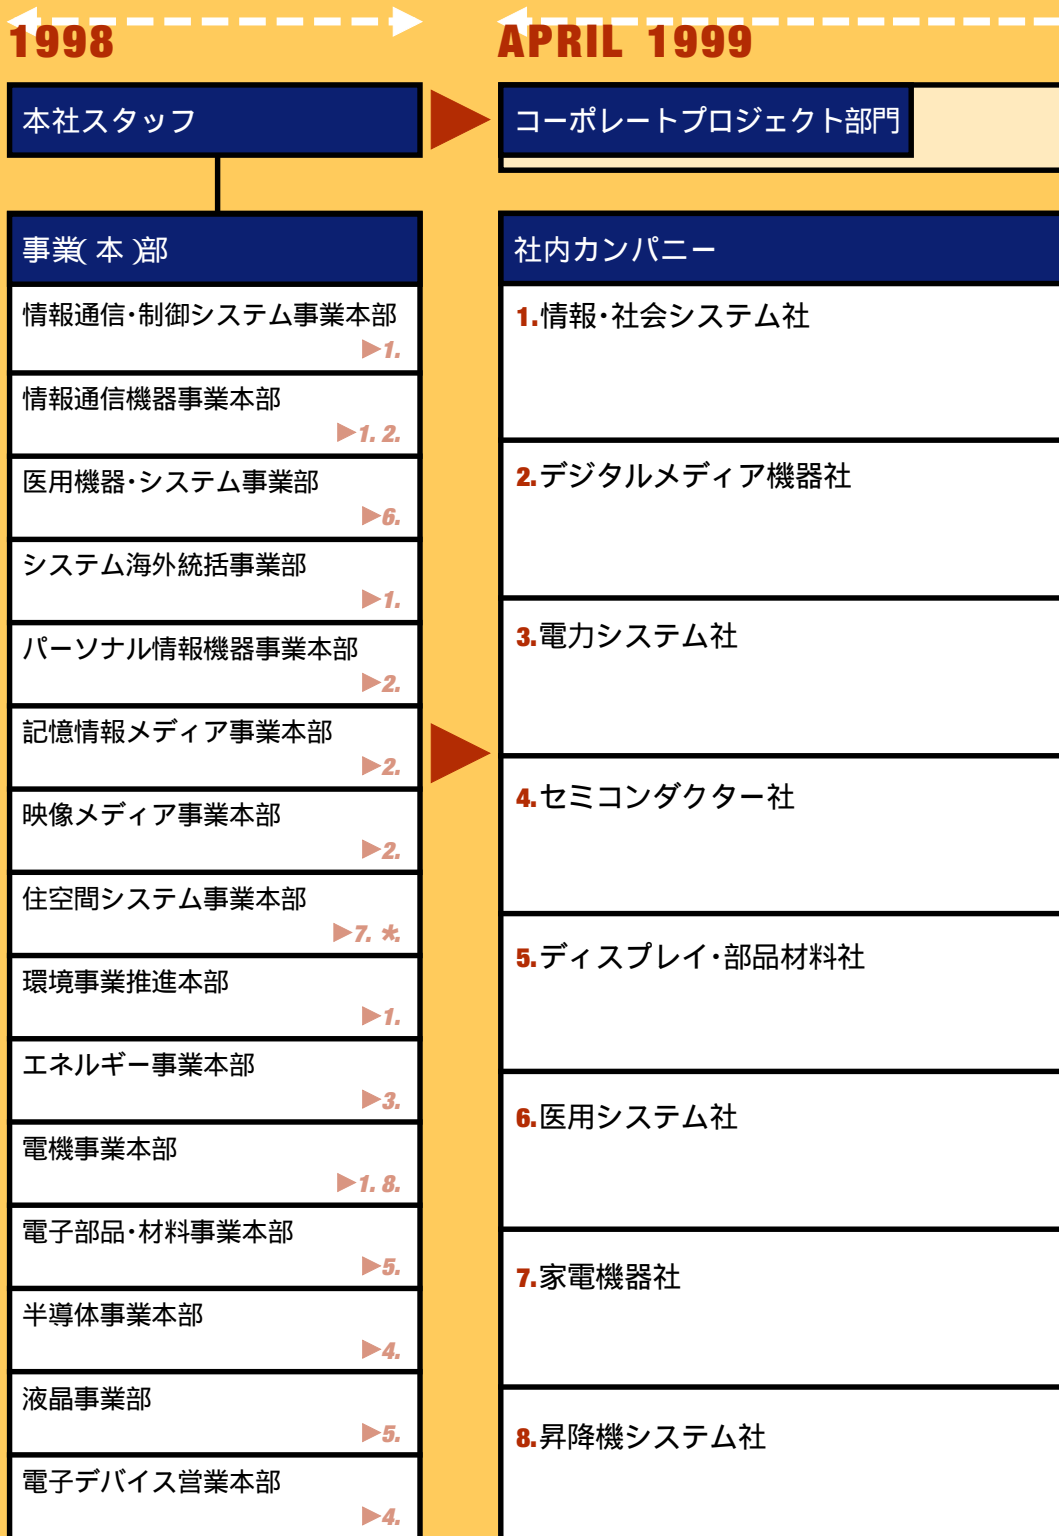 1998
本社スタッフ
事業(本)部
情報通信・制御システム事業本部
▶1.
情報通信機器事業本部
▶1. 2.
医用機器・システム事業部
▶6.
システム海外統括事業部
▶1.
パーソナル情報機器事業本部
▶2.
記憶情報メディア事業本部
▶2.
映像メディア事業本部
▶2.
住空間システム事業本部
▶7. *.
環境事業推進本部
▶1.
エネルギー事業本部
▶3.
電機事業本部
▶1. 8.
電子部品・材料事業本部
▶5.
半導体事業本部
▶4.
液晶事業部
▶5.
電子デバイス営業本部
▶4.
APRIL 1999
コーポレートプロジェクト部門
社内カンパニー
1.情報・社会システム社
2.デジタルメディア機器社
3.電力システム社
4.セミコンダクター社
5.ディスプレイ・部品材料社
6.医用システム社
7.家電機器社
8.昇降機システム社